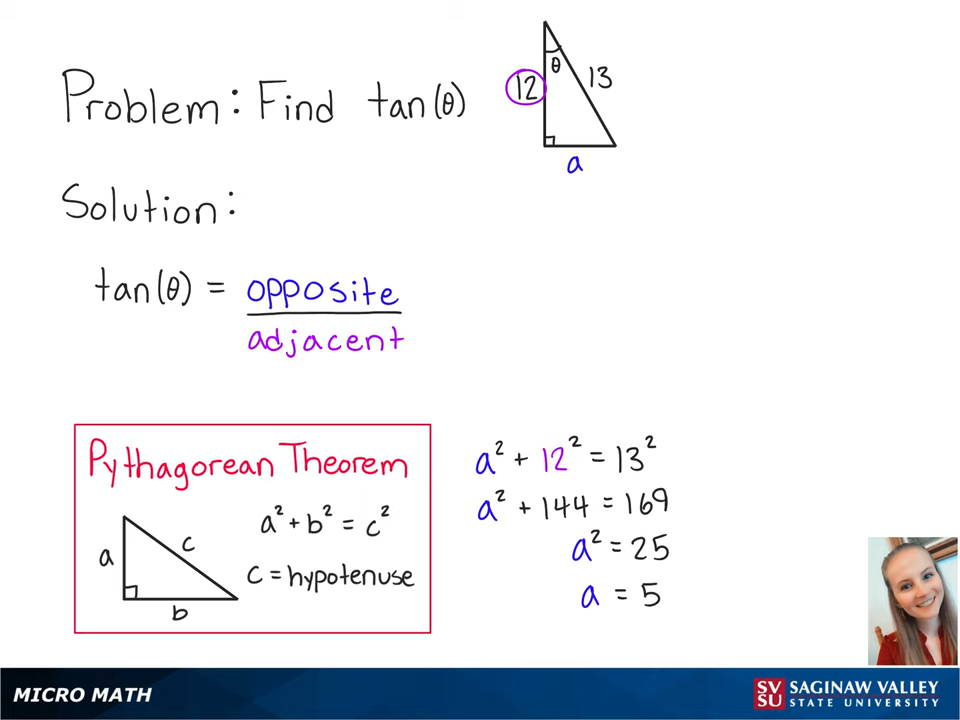 Problem: Find tan(θ)
12
θ
13
a
Solution:
tan(θ) = opposite
adjacent
Pythagorean Theorem
a² + b² = c²
c = hypotenuse
a
c
b
a² + 12² = 13²
a² + 144 = 169
a² = 25
a = 5
MICRO MATH
SV
SU
SAGINAW VALLEY
STATE UNIVERSITY